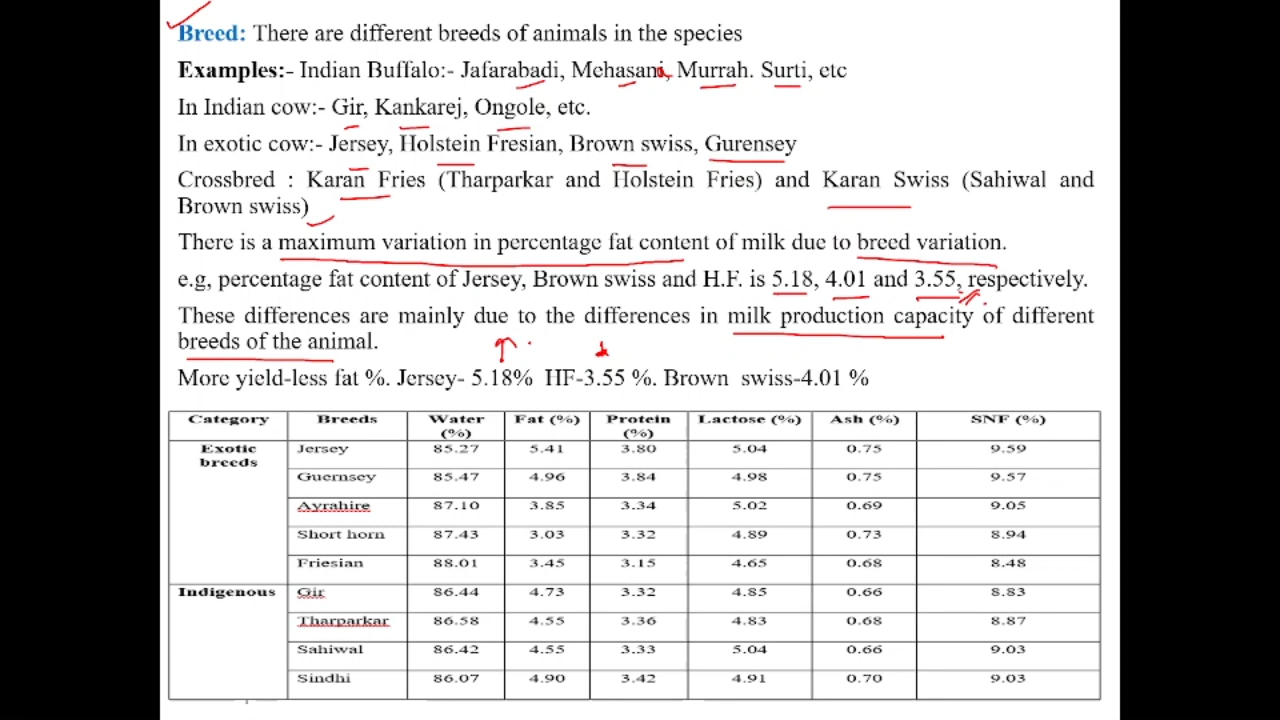 Breed: There are different breeds of animals in the species
Examples:- Indian Buffalo:- Jafarabadi, Mehasani, Murrah. Surti, etc
In Indian cow:- Gir, Kankarej, Ongole, etc.
In exotic cow:- Jersey, Holstein Fresian, Brown swiss, Gurensey
Crossbred : Karan Fries (Tharparkar and Holstein Fries) and Karan Swiss (Sahiwal and
Brown swiss)
There is a maximum variation in percentage fat content of milk due to breed variation.
e.g, percentage fat content of Jersey, Brown swiss and H.F. is 5.18, 4.01 and 3.55, respectively.
These differences are mainly due to the differences in milk production capacity of different
breeds of the animal.
More yield-less fat %. Jersey- 5.18% HF-3.55 %. Brown swiss-4.01 %
Category Breeds Water (%) Fat (%) Protein (%) Lactose (%) Ash (%) SNF (%)
Exotic breeds Jersey 85.27 5.41 3.80 5.04 0.75 9.59
Guernsey 85.47 4.96 3.84 4.98 0.75 9.57
Ayrahire 87.10 3.85 3.34 5.02 0.69 9.05
Short horn 87.43 3.03 3.32 4.89 0.73 8.94
Friesian 88.01 3.45 3.15 4.65 0.68 8.48
Indigenous Gir 86.44 4.73 3.32 4.85 0.66 8.83
Tharparkar 86.58 4.55 3.36 4.83 0.68 8.87
Sahiwal 86.42 4.55 3.33 5.04 0.66 9.03
Sindhi 86.07 4.90 3.42 4.91 0.70 9.03